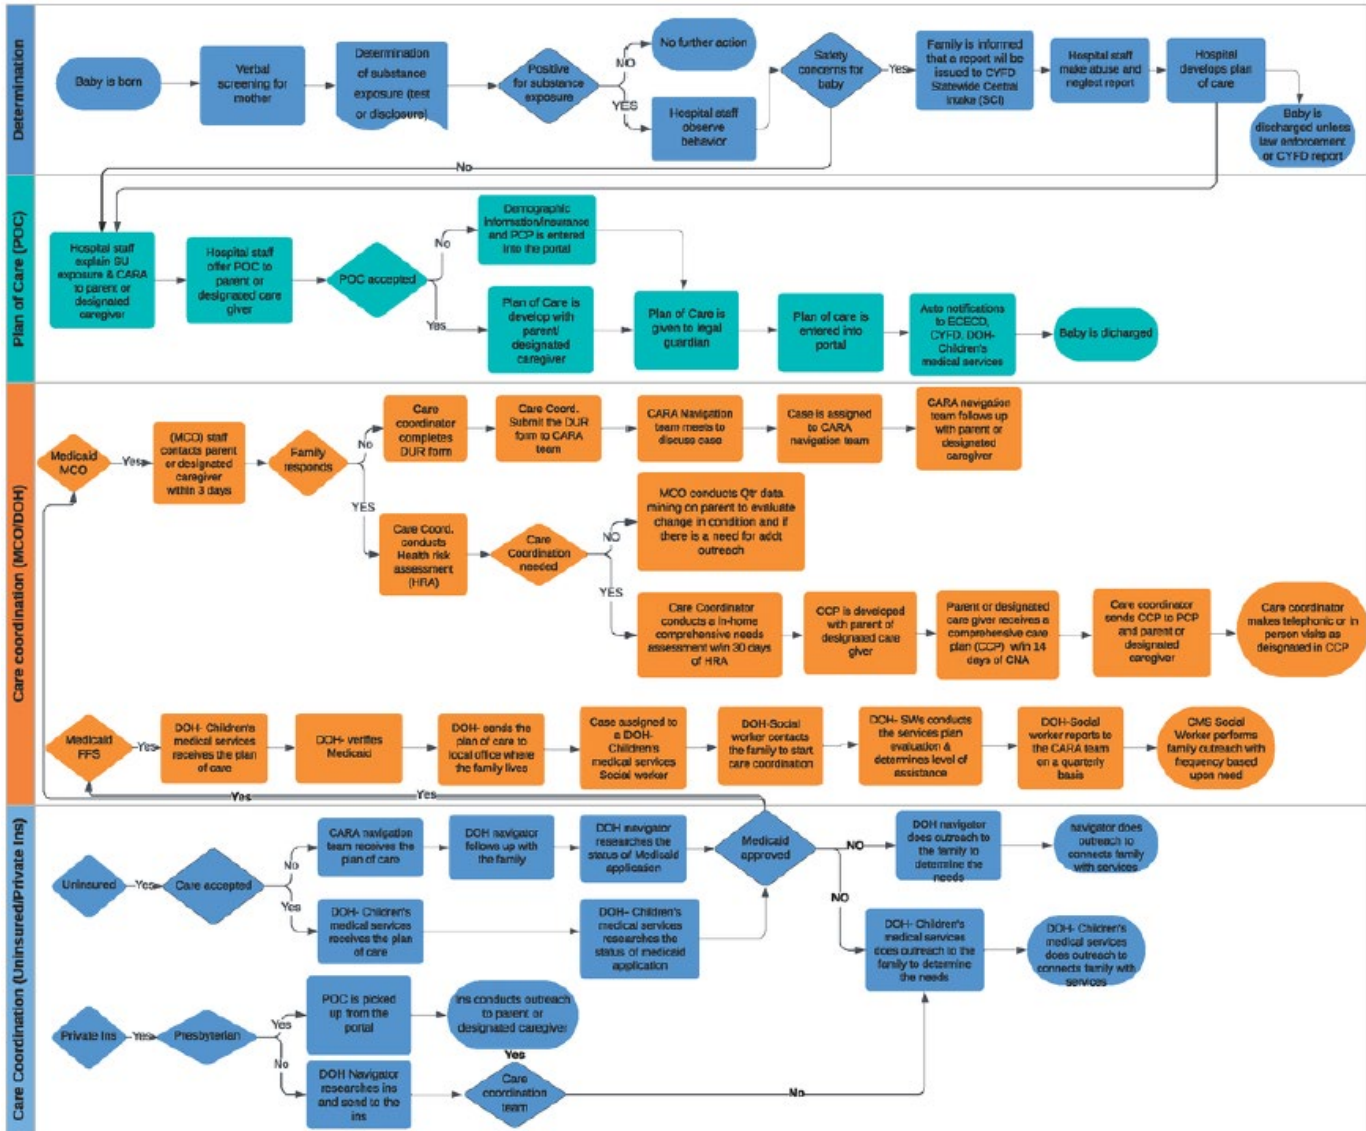 Determination
Baby is born
Verbal
screening for
mother
Determination
of substance
exposure (test
or disclosure)
Positive
for substance
exposure
NO
YES
No further action
Hospital staff
observe
behavior
Safety
concerns for
baby
Yes
No
Family is informed
that a report will be
issued to CYFD
Statewide Central
Intake (SCI)
Hospital staff
make abuse and
neglect report
Hospital
develops plan
of care
Baby is
discharged unless
law enforcement
or CYFD report
Plan of Care (POC)
Hospital staff
explain SU
exposure & CARA
to parent or
designated
caregiver
Hospital staff
offer POC to
parent or
designated care
giver
POC accepted
No
Yes
Demographic
information/insurance
and PCP is entered
into the portal
Plan of Care is
develop with
parent/
designated
caregiver
Plan of Care is
given to legal
guardian
Plan of care is
entered into
portal
Auto notifications
to ECECD,
CYFD, DOH-
Children's
medical services
Baby is dicharged
Care coordination (MCO/DOH)
Medicaid
MCO
Yes
(MCO) staff
contacts parent
or designated
caregiver
within 3 days
Family
responds
No
YES
Care
coordinator
completes
DUR form
Care Coord.
Submit the DUR
form to CARA
team
CARA Navigation
team meets to
discuss case
Case is assigned
to CARA
navigation team
CARA navigation
team follows up
with parent or
designated
caregiver
Care Coord.
conducts
Health risk
assessment
(HRA)
Care
Coordination
needed
NO
YES
MCO conducts Qtr data
mining on parent to evaluate
change in condition and if
there is a need for addt
outreach
Care Coordinator
conducts a in-home
comprehensive needs
assessment w/in 30 days
of HRA
CCP is developed
with parent of
designated care
giver
Parent or designated
care giver receives a
comprehensive care
plan (CCP) w/in 14
days of CNA
Care coordinator
sends CCP to PCP
and parent or
designated
caregiver
Care coordinator
makes telephonic or in
person visits as
deisgnated in CCP
Medicaid
FFS
Yes
DOH- Children's
medical services
receives the plan
of care
DOH- verifies
Medicaid
DOH- sends the
plan of care to
local office where
the family lives
Case assigned to
a DOH-
Children's
medical services
Social worker
DOH-Social
worker contacts
the family to start
care coordination
DOH- SWs conducts
the services plan
evaluation &
determines level of
assistance
DOH-Social
worker reports to
the CARA team
on a quarterly
basis
CMS Social
Worker performs
family outreach with
frequency based
upon need
Yes
Yes
Care Coordination (Uninsured/Private Ins)
Uninsured
Yes
Care accepted
No
Yes
CARA navigation
team receives the
plan of care
DOH navigator
follows up with
the family
DOH navigator
researches the
status of Medicaid
application
Medicaid
approved
NO
NO
DOH navigator
does outreach to
the family to
determine the
needs
navigator does
outreach to
connects family
with services
DOH- Children's
medical services
receives the plan
of care
DOH- Children's
medical services
researches the
status of medicaid
application
DOH- Children's
medical services
does outreach to the
family to determine
the needs
DOH- Children's
medical services
does outreach to
connects family with
services
Private Ins
Yes
Presbyterian
Yes
No
POC is picked
up from the
portal
Ins conducts outreach
to parent or
designated caregiver
Yes
DOH Navigator
researches ins
and send to the
ins
Care
coordination
team
No